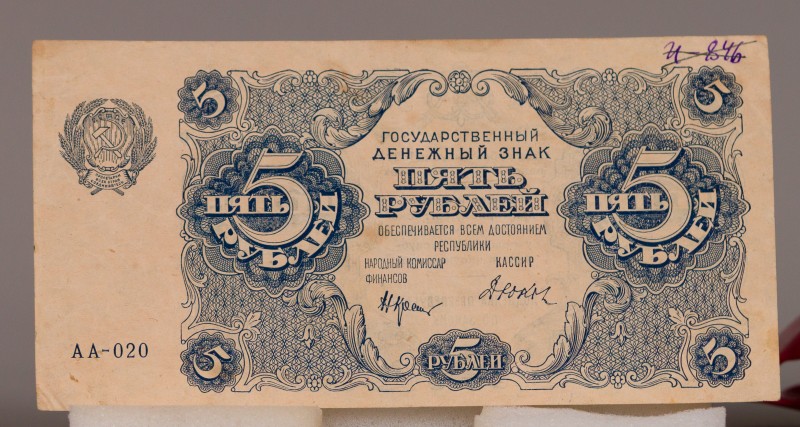 5
5
ГОСУДАРСТВЕННЫЙ
ДЕНЕЖНЫЙ ЗНАК
5 ПЯТЬ РУБЛЕЙ
ПЯТЬ
РУБЛЕЙ
5 ПЯТЬ РУБЛЕЙ
ОБЕСПЕЧИВАЕТСЯ ВСЕМ ДОСТОЯНИЕМ
РЕСПУБЛИКИ
НАРОДНЫЙ КОМИССАР
ФИНАНСОВ
КАССИР
АА-020
5
5 РУБЛЕЙ
5